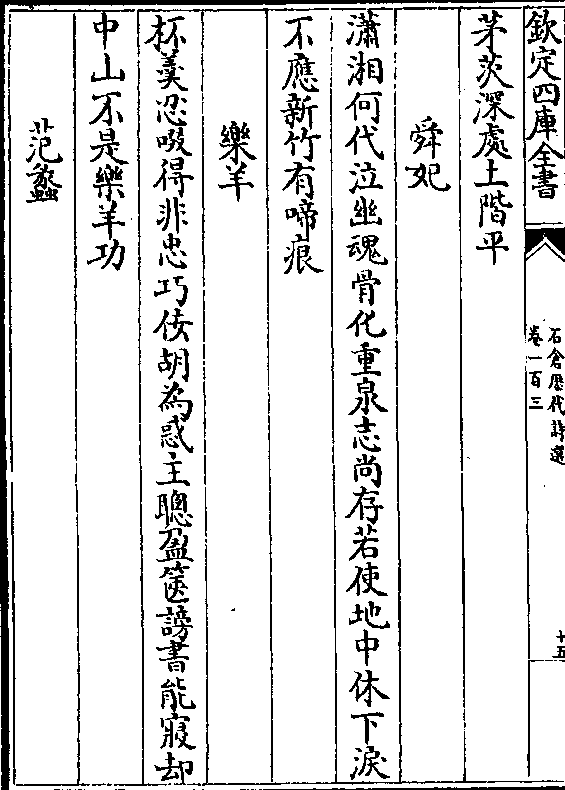 欽定四庫全書
石倉歷代詩選
卷一百三
十五
茅茨深處土階平
舜妃
瀟湘何代泣幽魂骨化重泉志尚存若使地中休下淚
不應新竹有啼痕
樂羊
杯羹忍啜得非忠巧佞胡為惑主聰盈篋謗書能寢却
中山不是樂羊功
范蠡